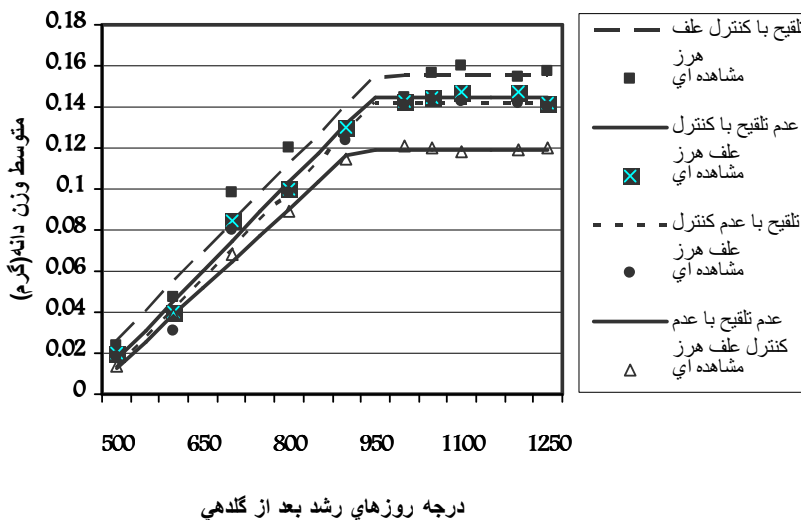 0.18
0.16
0.14
0.12
0.1
0.08
0.06
0.04
0.02
0
متوسط وزن دانه(گرم)
500
650
800
950
1100
1250
درجه روزهاي رشد بعد از گلدهي
تلقيح با كنترل علف
هرز
مشاهده اي
عدم تلقيح با كنترل
علف هرز
مشاهده اي
تلقيح با عدم كنترل
علف هرز
مشاهده اي
عدم تلقيح با عدم
كنترل علف هرز
مشاهده اي